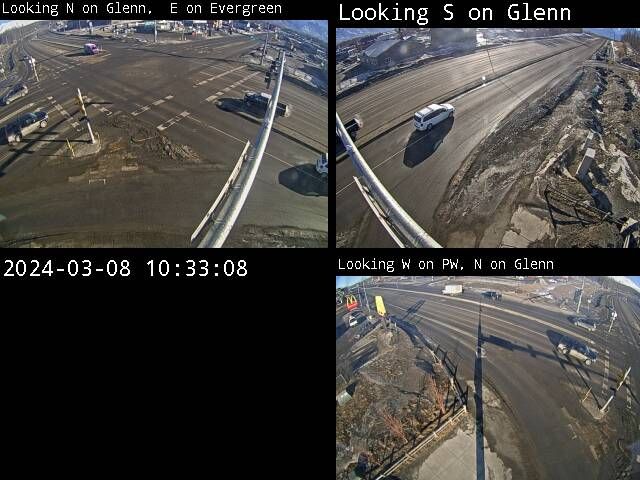 Looking N on Glenn,  E on Evergreen
Looking S on Glenn
2024-03-08 10:33:08
Looking W on PW, N on Glenn